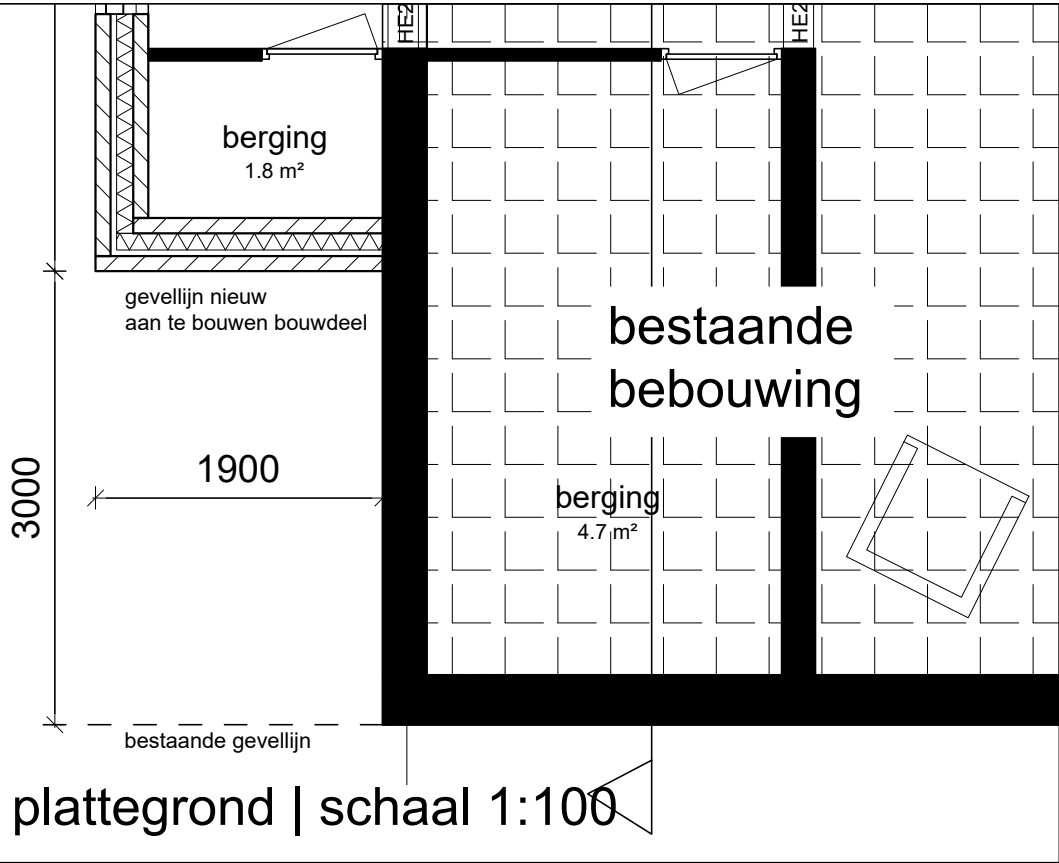 HE2
HE2
berging
1.8 m²
gevellijn nieuw
aan te bouwen bouwdeel
bestaande
bebouwing
1900
3000
berging
4.7 m²
bestaande gevellijn
plattegrond | schaal 1:100